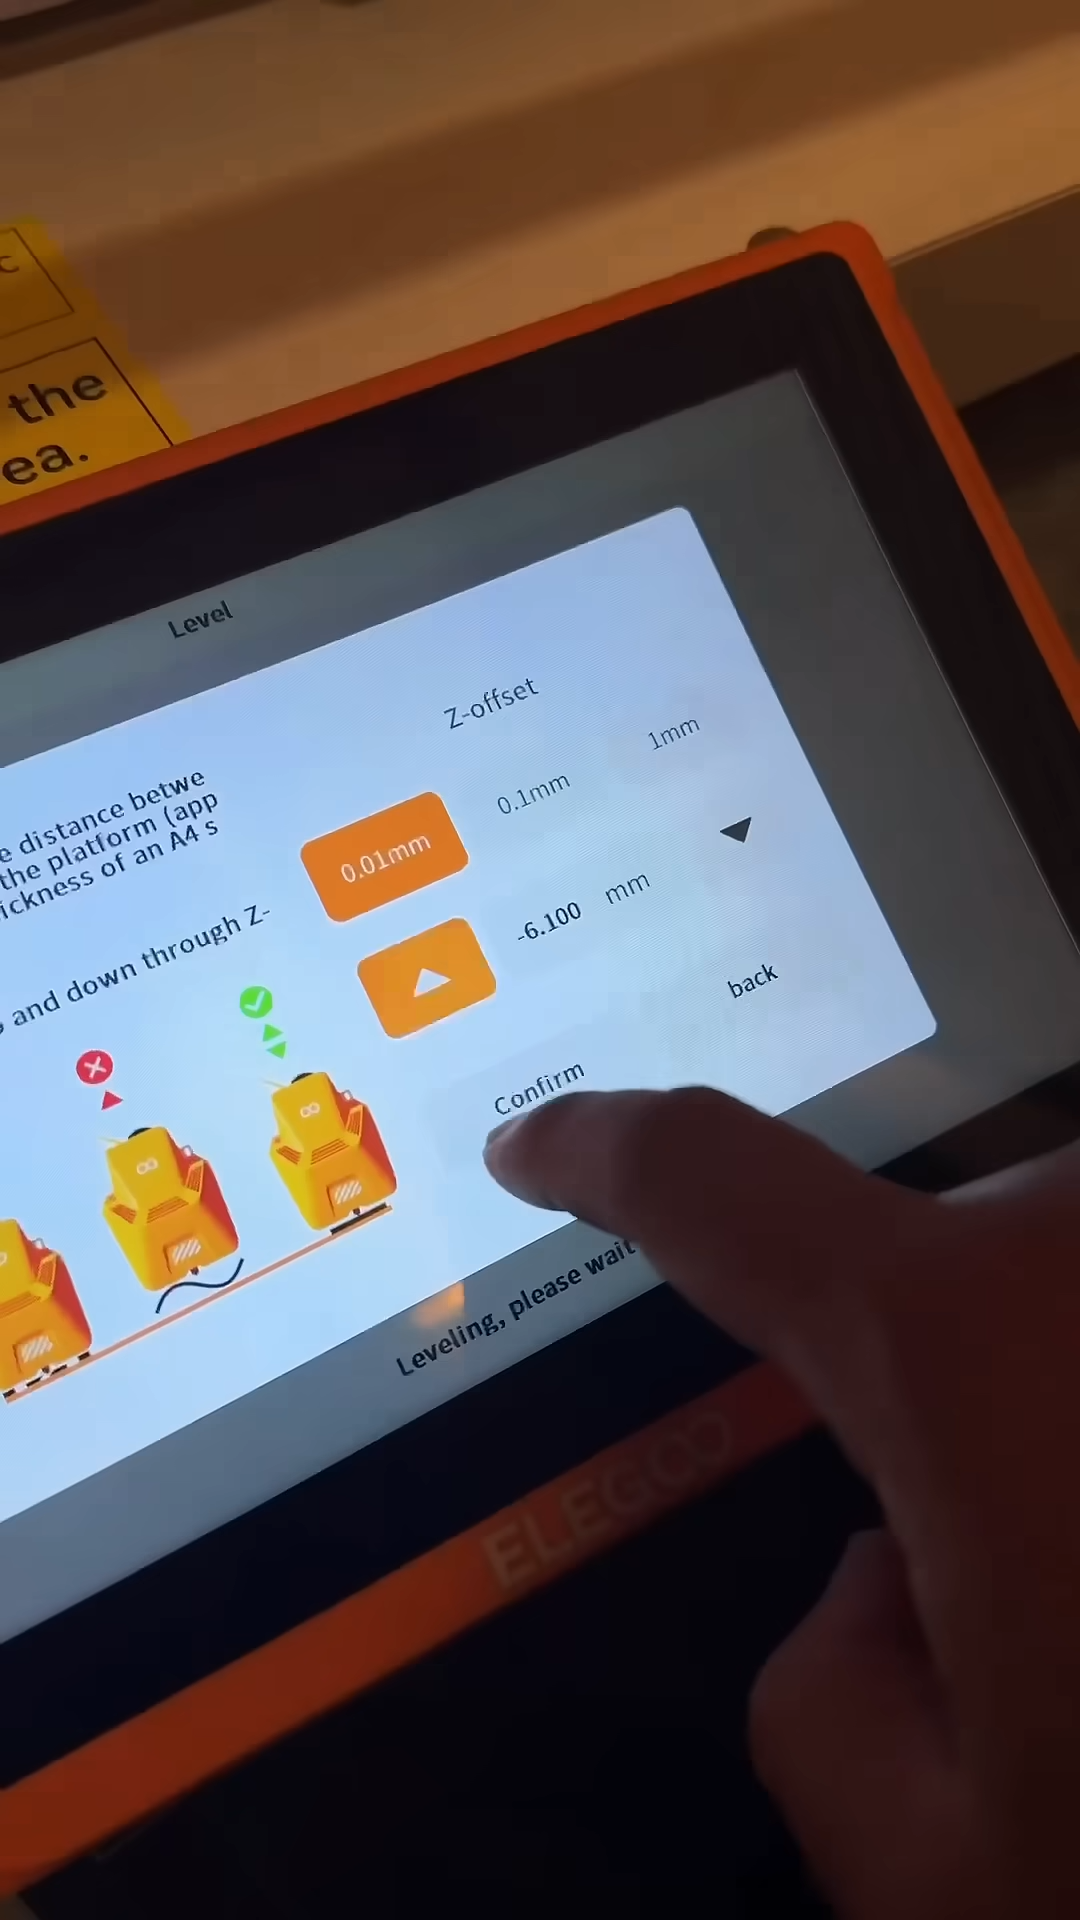 the
ea.
Level
Z-offset
0.01mm
0.1mm
1mm
-6.100 mm
e distance betwe
the platform (app
ickness of an A4 s
and down through Z-
Confirm
back
Leveling, please wait
ELEGOO